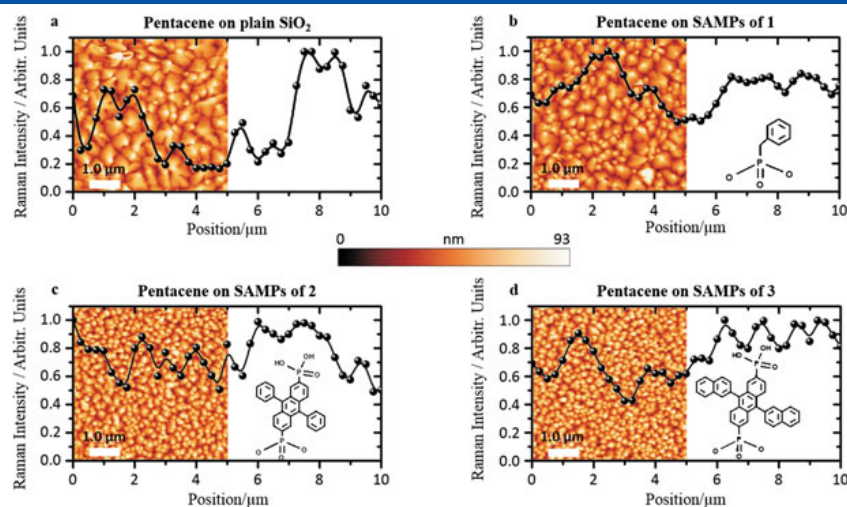 a Pentacene on plain SiO₂
Raman Intensity / Arbitr. Units
1.0
0.8
0.6
0.4
0.2
0.0
1.0 μm
0 2 4 6 8 10
Position/μm
b Pentacene on SAMPs of 1
Raman Intensity / Arbitr. Units
1.0
0.8
0.6
0.4
0.2
0.0
1.0 μm
P
O O
O
0 2 4 6 8 10
Position/μm
0 nm 93
c Pentacene on SAMPs of 2
Raman Intensity / Arbitr. Units
1.0
0.8
0.6
0.4
0.2
0.0
1.0 μm
OH
HO
P
O
P
O O
O
0 2 4 6 8 10
Position/μm
d Pentacene on SAMPs of 3
Raman Intensity / Arbitr. Units
1.0
0.8
0.6
0.4
0.2
0.0
1.0 μm
OH
HO
P
O
P
O O
O
0 2 4 6 8 10
Position/μm